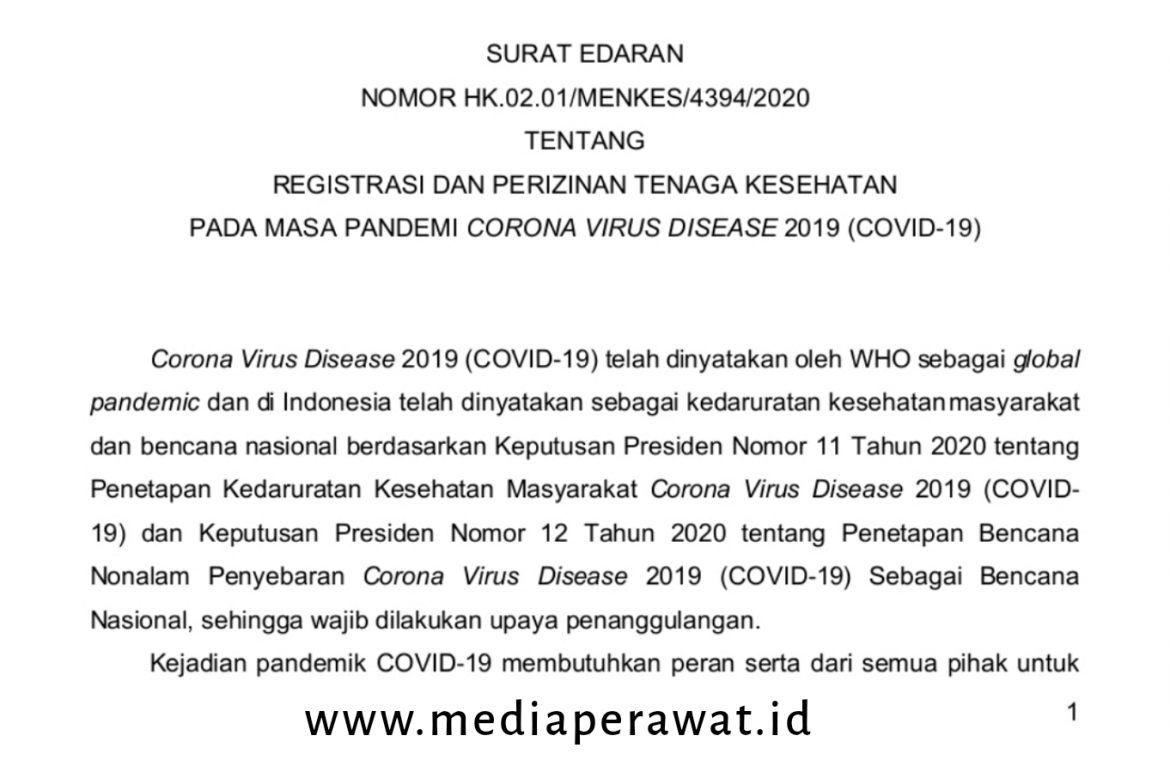 SURAT EDARAN
NOMOR HK.02.01/MENKES/4394/2020
TENTANG
REGISTRASI DAN PERIZINAN TENAGA KESEHATAN
PADA MASA PANDEMI CORONA VIRUS DISEASE 2019 (COVID-19)
Corona Virus Disease 2019 (COVID-19) telah dinyatakan oleh WHO sebagai global
pandemic dan di Indonesia telah dinyatakan sebagai kedaruratan kesehatan masyarakat
dan bencana nasional berdasarkan Keputusan Presiden Nomor 11 Tahun 2020 tentang
Penetapan Kedaruratan Kesehatan Masyarakat Corona Virus Disease 2019 (COVID-
19) dan Keputusan Presiden Nomor 12 Tahun 2020 tentang Penetapan Bencana
Nonalam Penyebaran Corona Virus Disease 2019 (COVID-19) Sebagai Bencana
Nasional, sehingga wajib dilakukan upaya penanggulangan.
Kejadian pandemik COVID-19 membutuhkan peran serta dari semua pihak untuk
www.mediaperawat.id
1